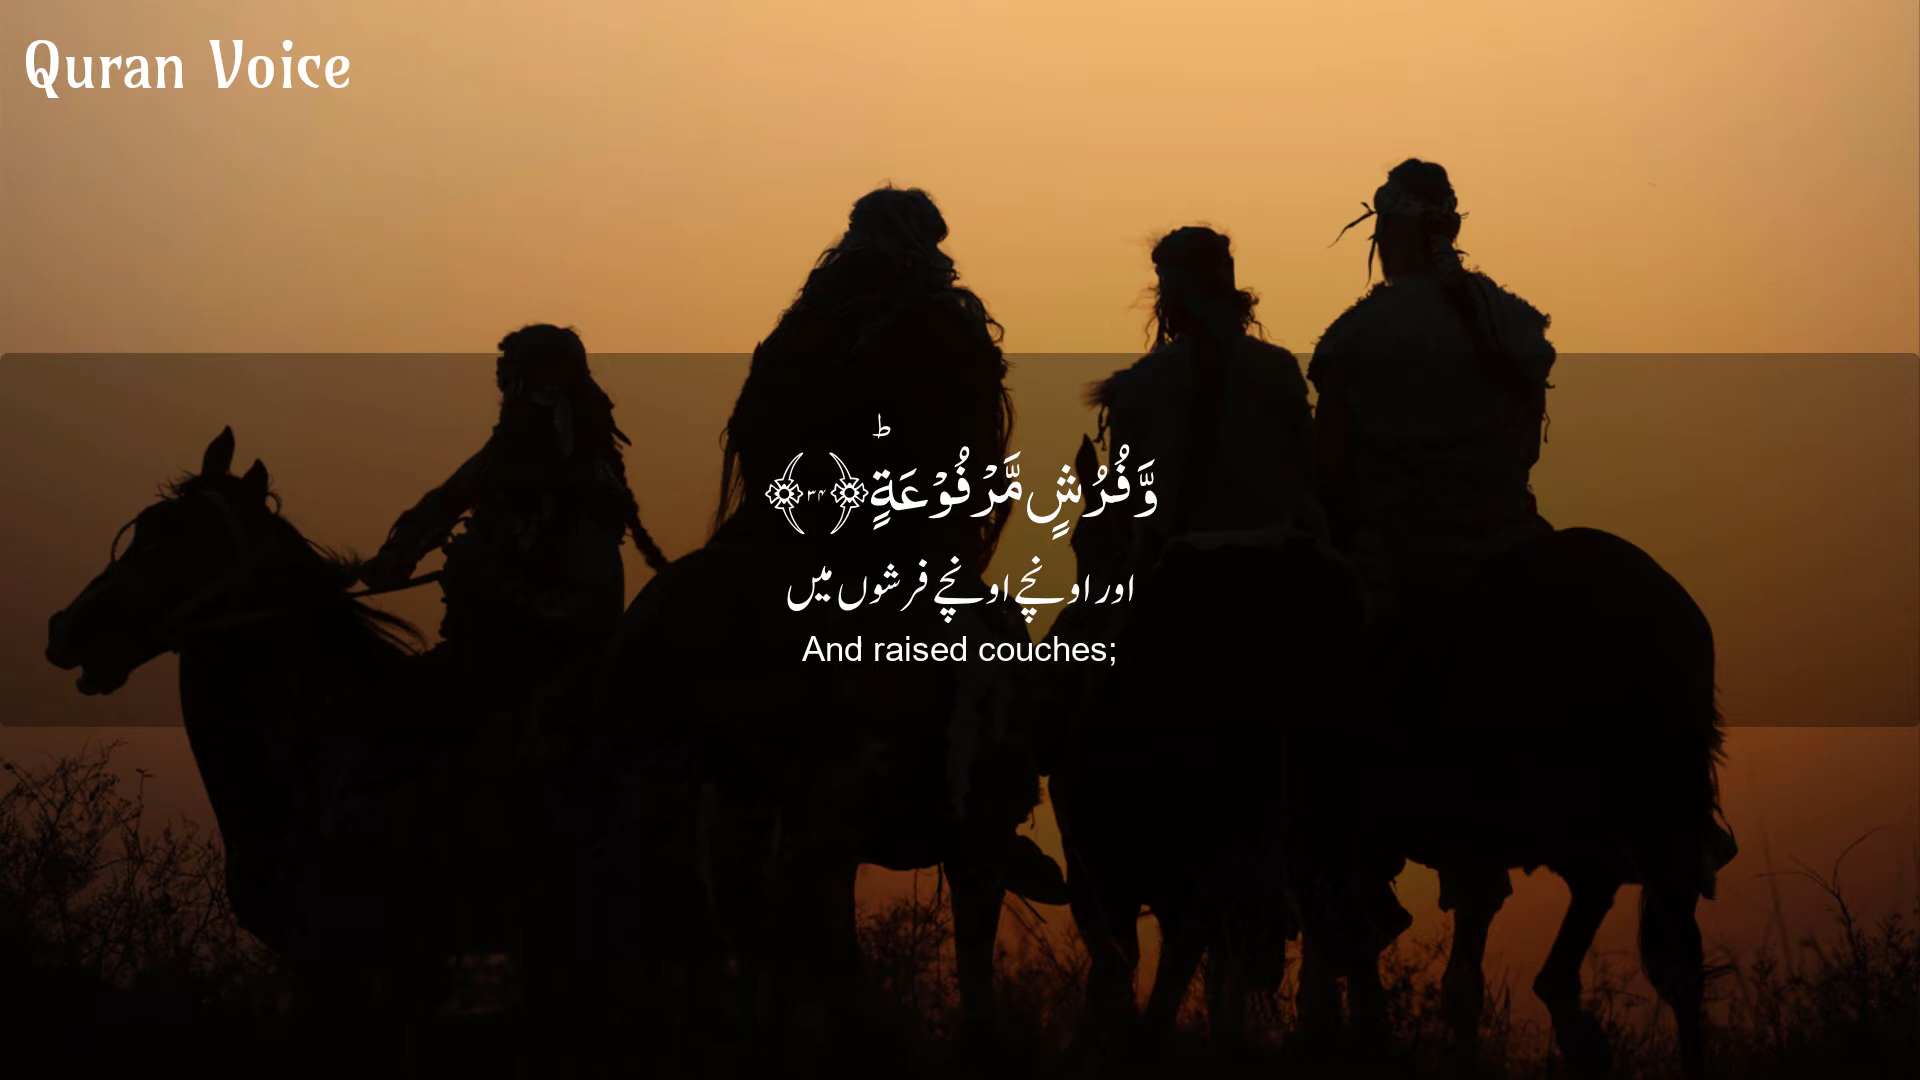 Quran Voice
وَّفُرُشٍ مَّرْفُوْعَةٍؕ ﴿۳۴﴾
اور اونچے اونچے فرشوں میں
And raised couches;